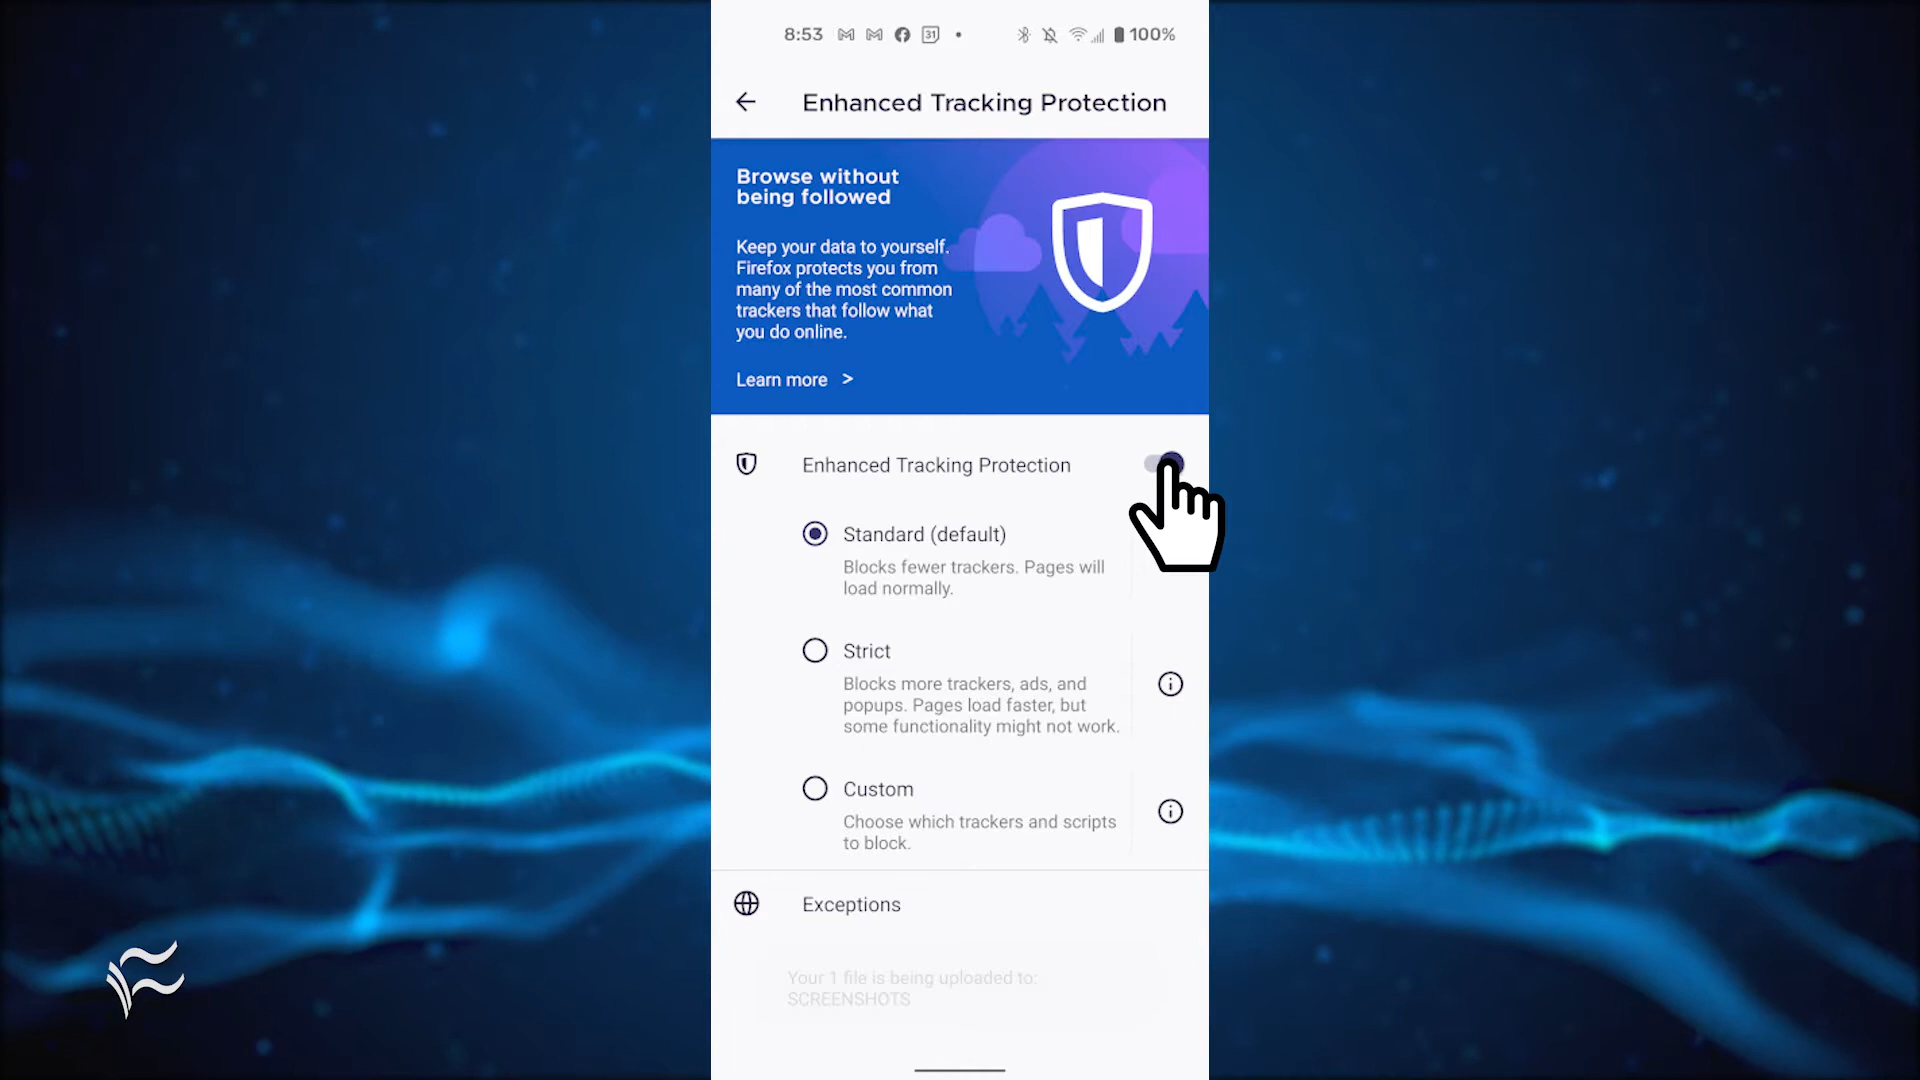 8:53
31
100%
Enhanced Tracking Protection
Browse without
being followed
Keep your data to yourself.
Firefox protects you from
many of the most common
trackers that follow what
you do online.
Learn more >
Enhanced Tracking Protection
Standard (default)
Blocks fewer trackers. Pages will
load normally.
Strict
Blocks more trackers, ads, and
popups. Pages load faster, but
some functionality might not work.
Custom
Choose which trackers and scripts
to block.
Exceptions
Your 1 file is being uploaded to:
SCREENSHOTS